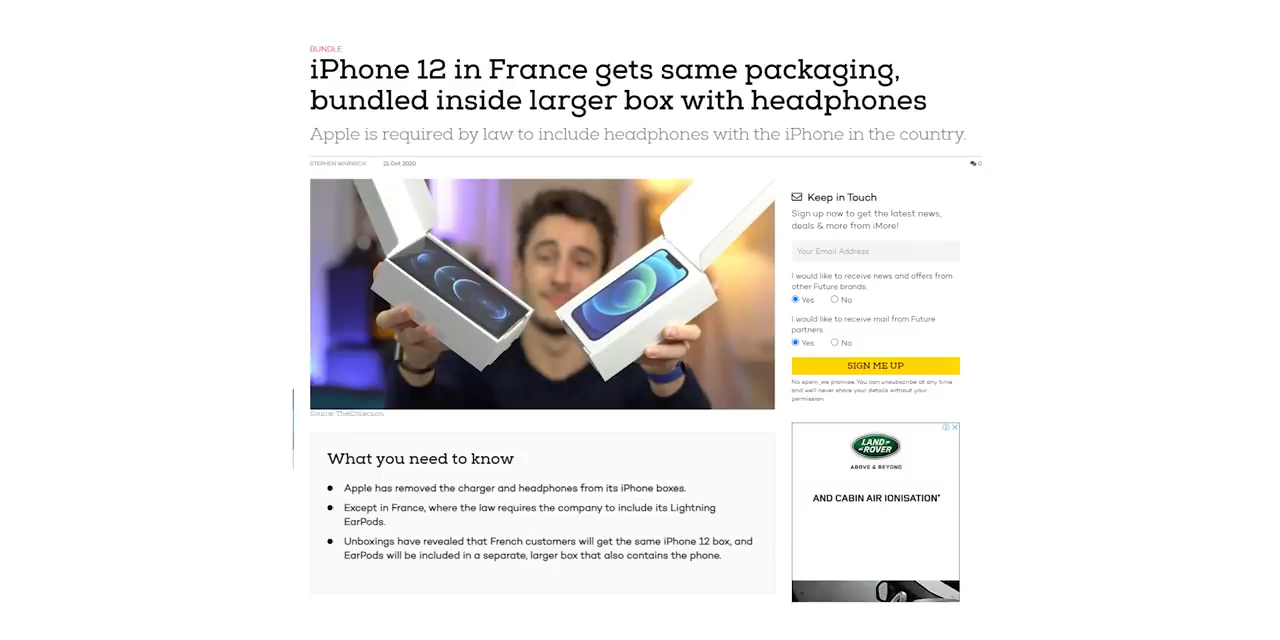 BUNDLE
iPhone 12 in France gets same packaging,
bundled inside larger box with headphones
Apple is required by law to include headphones with the iPhone in the country.
STEPHEN WARWICK 21 Oct 2020 0
Source: TheiCollection
What you need to know
Apple has removed the charger and headphones from its iPhone boxes.
Except in France, where the law requires the company to include its Lightning
EarPods.
Unboxings have revealed that French customers will get the same iPhone 12 box, and
EarPods will be included in a separate, larger box that also contains the phone.
Keep in Touch
Sign up now to get the latest news,
deals & more from iMore!
Your Email Address
I would like to receive news and offers from
other Future brands.
Yes No
I would like to receive mail from Future
partners.
Yes No
SIGN ME UP
No spam, we promise. You can unsubscribe at any time
and we'll never share your details without your
permission.
LAND ROVER
ABOVE & BEYOND
AND CABIN AIR IONISATION*